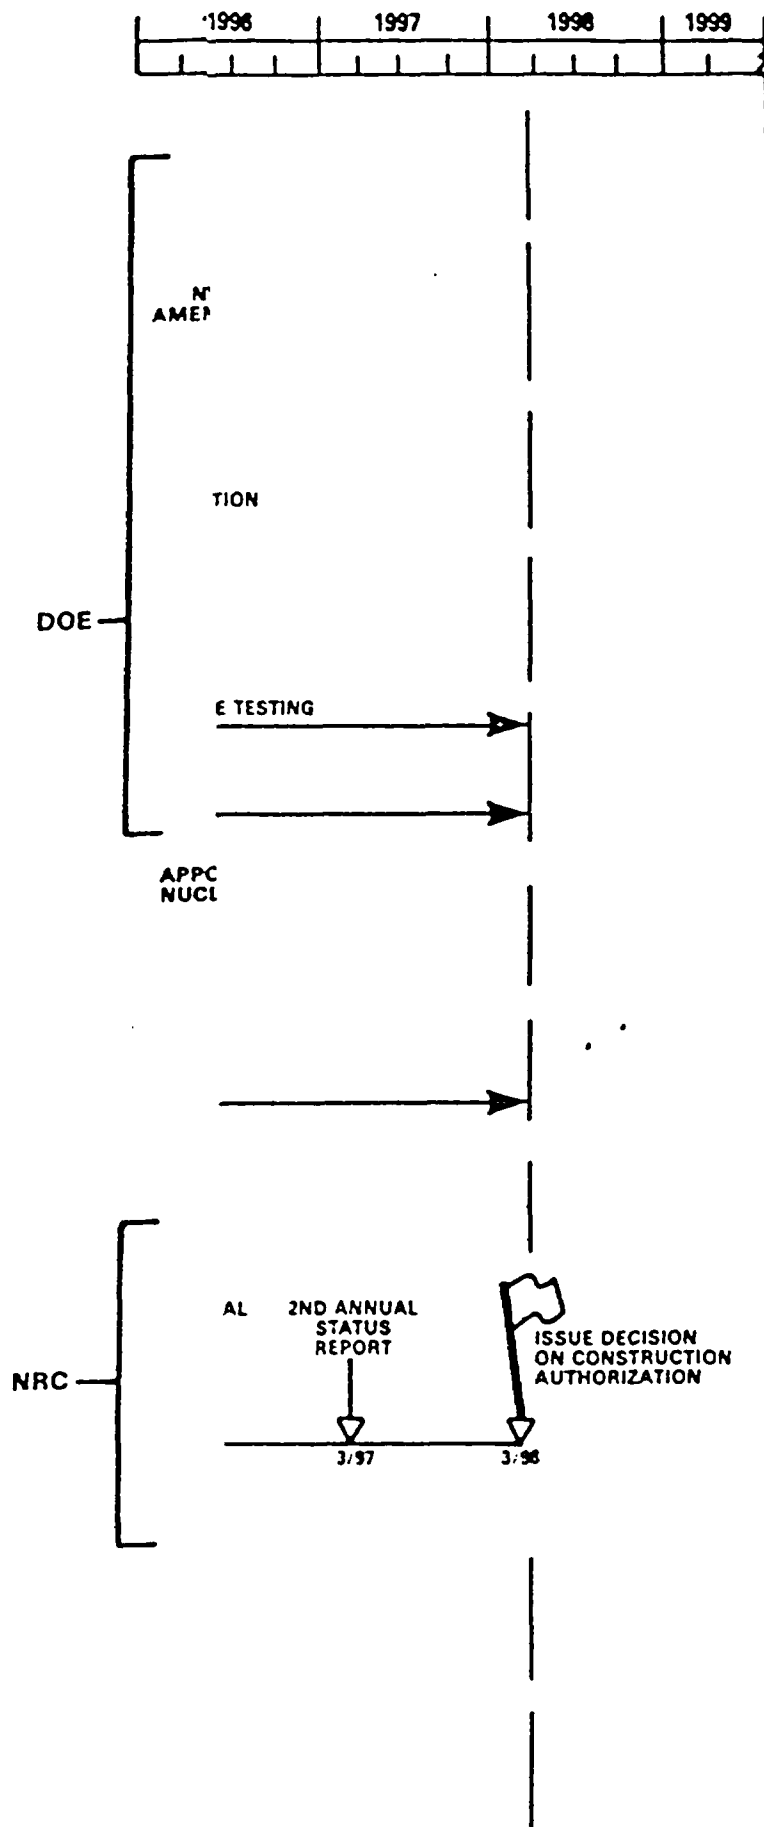 1996 1997 1998 1999
AMEN
TION
DOE
E TESTING
APPC
NUCL
AL 2ND ANNUAL
STATUS
REPORT
ISSUE DECISION
ON CONSTRUCTION
AUTHORIZATION
NRC
3/97 3/98